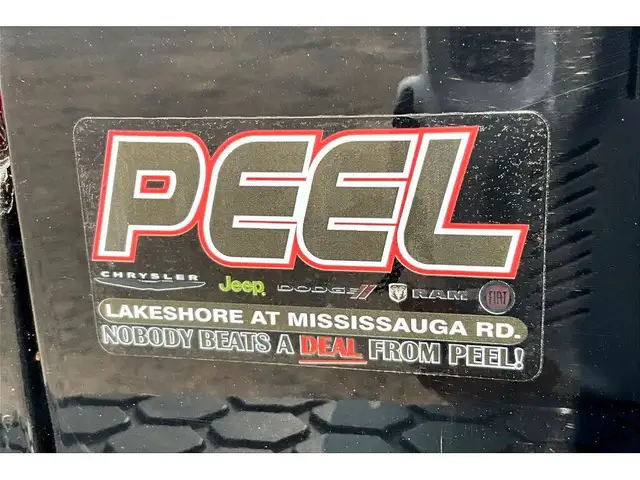 PEEL
CHRYSLER Jeep DODGE RAM FIAT
LAKESHORE AT MISSISSAUGA RD.
NOBODY BEATS A DEAL FROM PEEL!